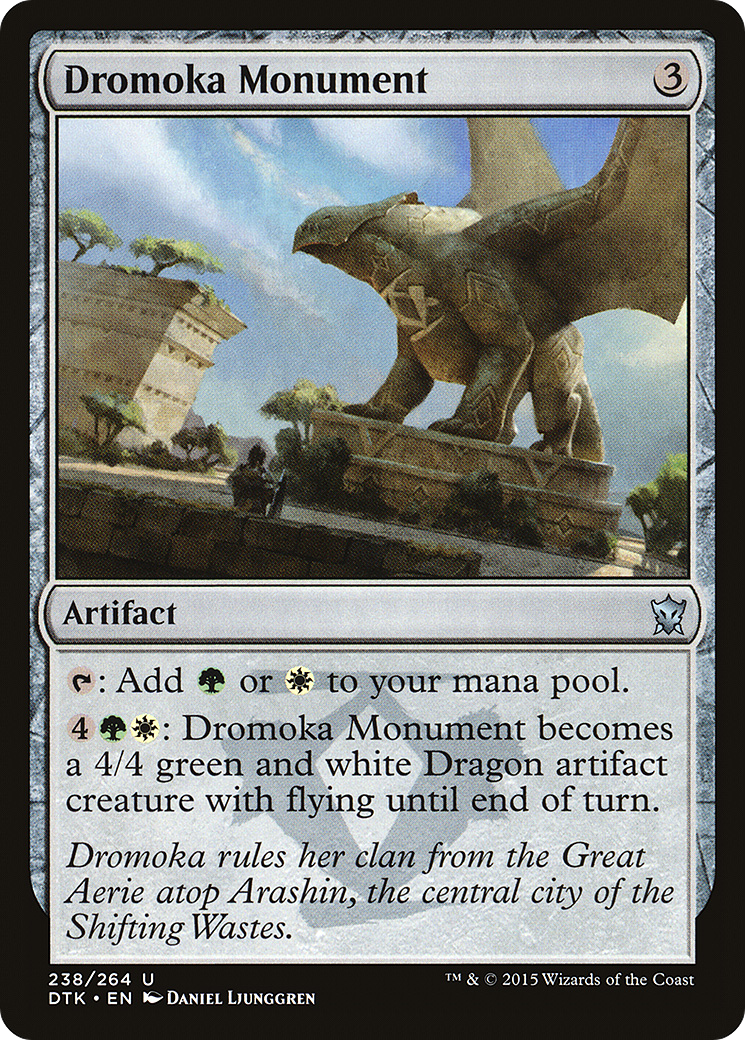 Dromoka Monument 3
Artifact
: Add or to your mana pool.
4 : Dromoka Monument becomes
a 4/4 green and white Dragon artifact
creature with flying until end of turn.
Dromoka rules her clan from the Great
Aerie atop Arashin, the central city of the
Shifting Wastes.
238/264 U
DTK • EN Daniel Ljunggren
™ & © 2015 Wizards of the Coast